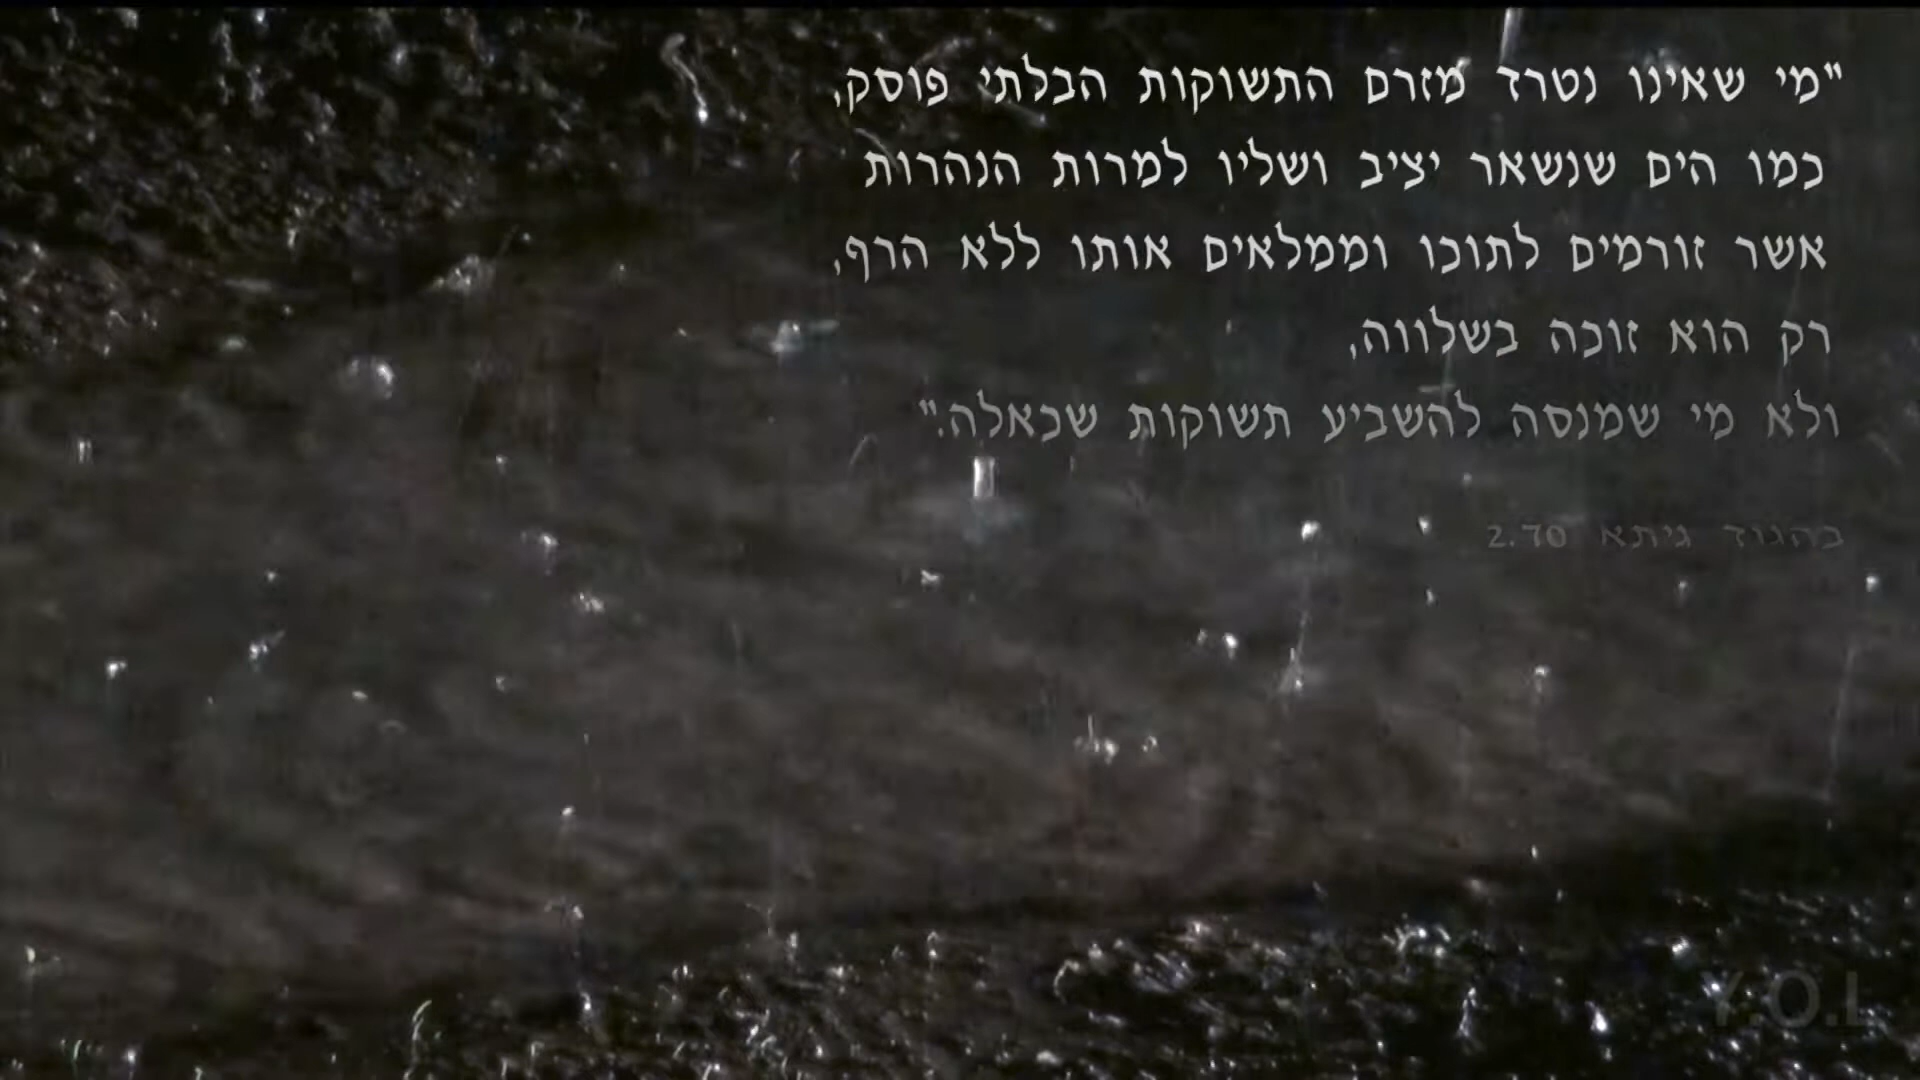 "מי שאינו נטרד מזרם התשוקות הבלתי פוסק,
כמו הים שנשאר יציב ושליו למרות הנהרות
אשר זורמים לתוכו וממלאים אותו ללא הרף,
רק הוא זוכה בשלווה,
ולא מי שמנסה להשביע תשוקות שכאלה."
בהגוד גיתא 2.70
Y.O.L